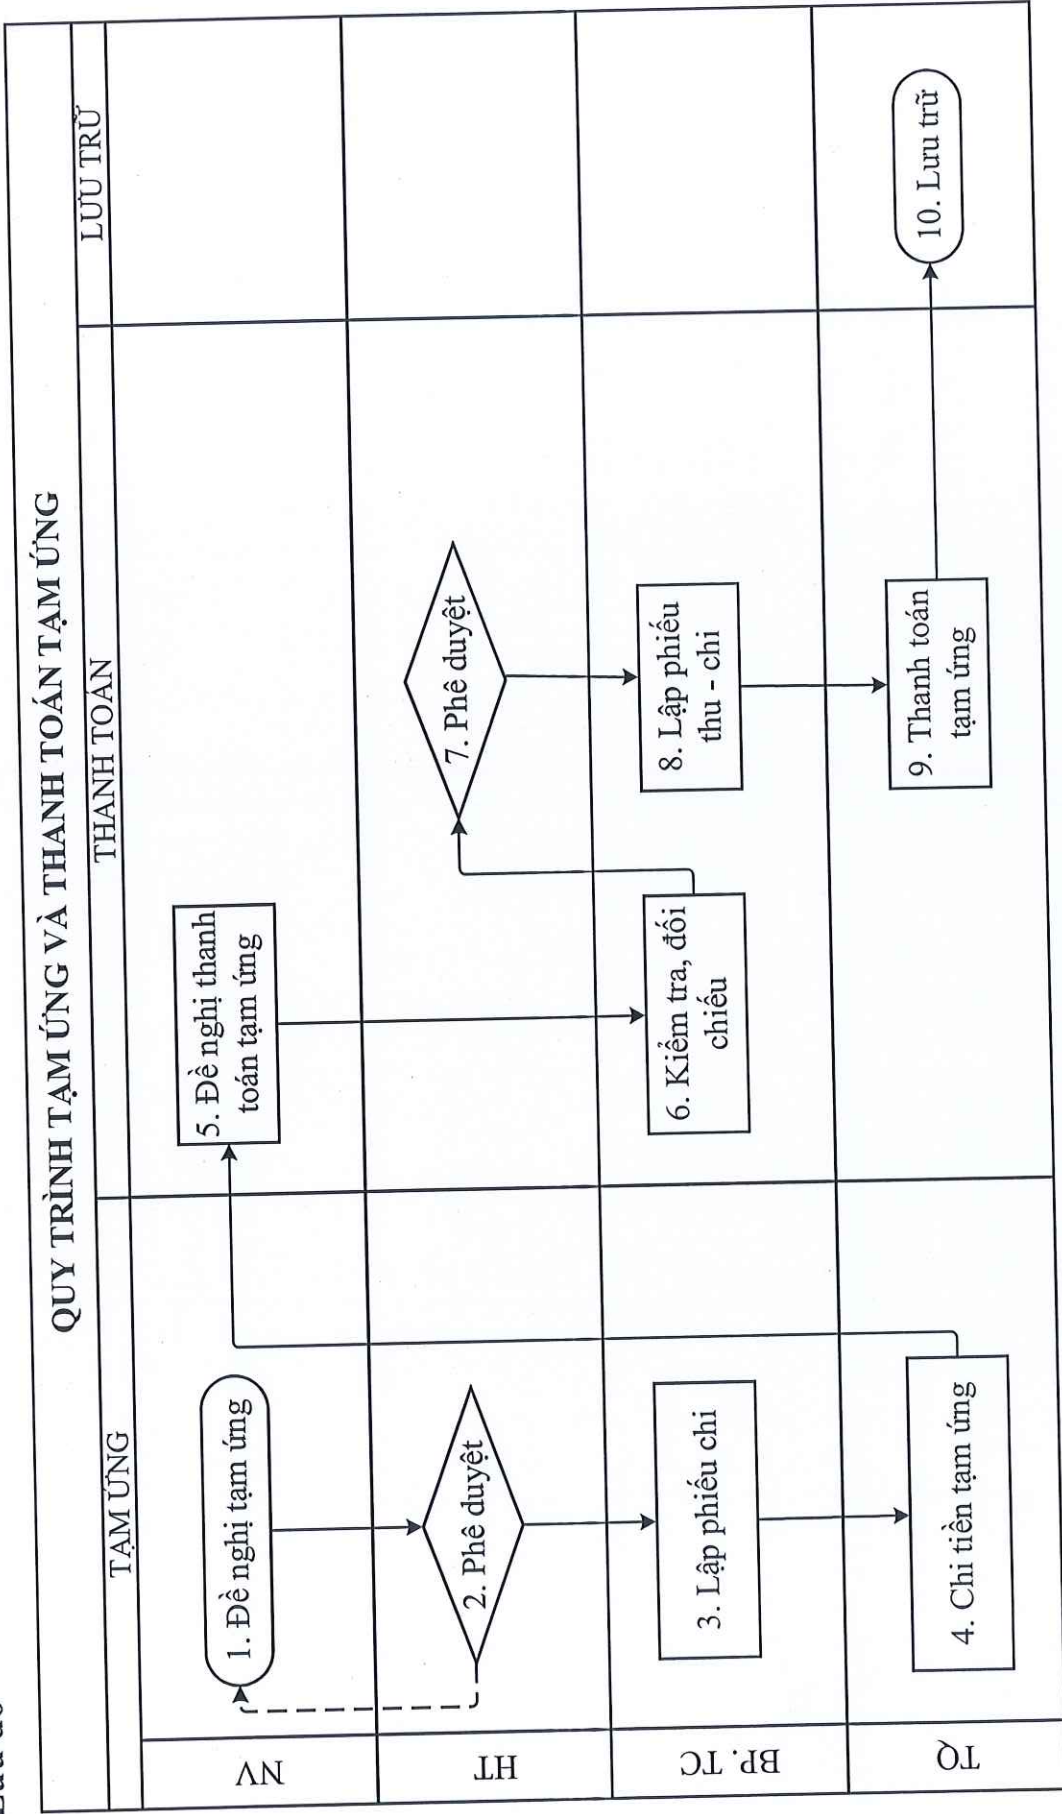 Lưu đồ
QUY TRÌNH TẠM ỨNG VÀ THANH TOÁN TẠM ỨNG
TẠM ỨNG
THANH TOÁN
LƯU TRỮ
NV
1. Đề nghị tạm ứng
5. Đề nghị thanh
toán tạm ứng
HT
2. Phê duyệt
7. Phê duyệt
BP. TC
3. Lập phiếu chi
6. Kiểm tra, đối
chiếu
8. Lập phiếu
thu - chi
TQ
4. Chi tiền tạm ứng
9. Thanh toán
tạm ứng
10. Lưu trữ